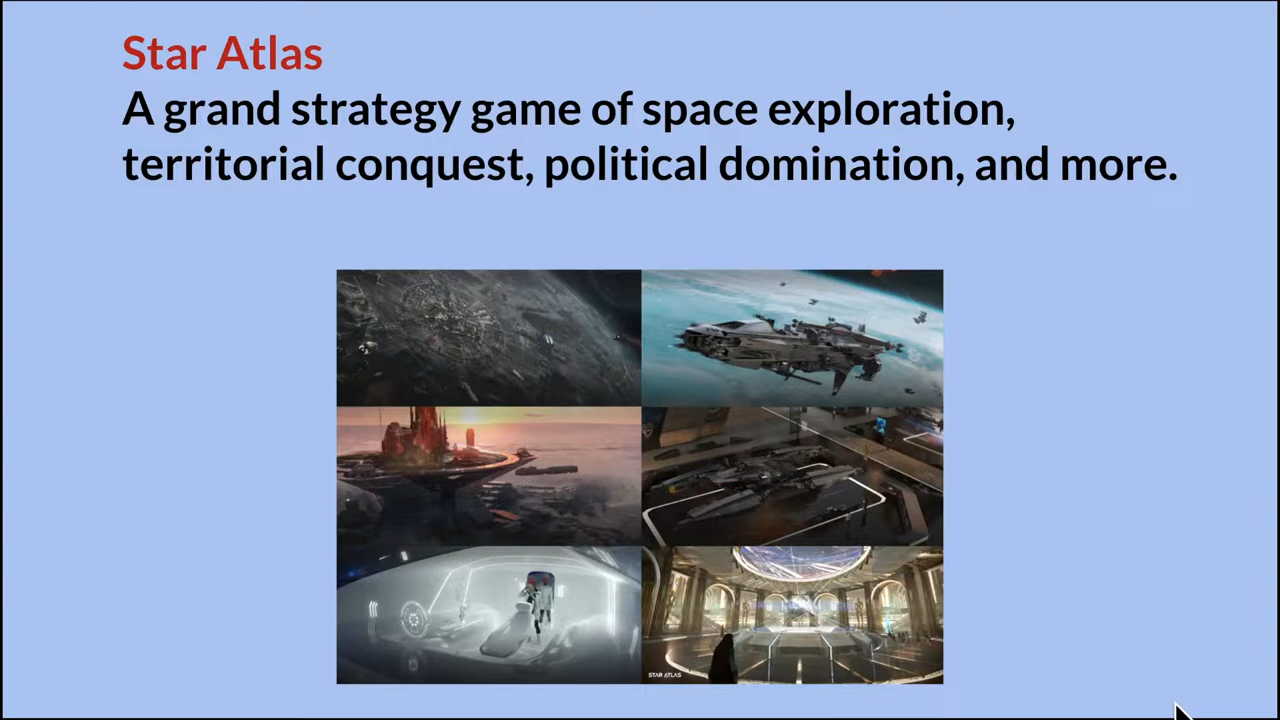 Star Atlas
A grand strategy game of space exploration,
territorial conquest, political domination, and more.
STAR ATLAS